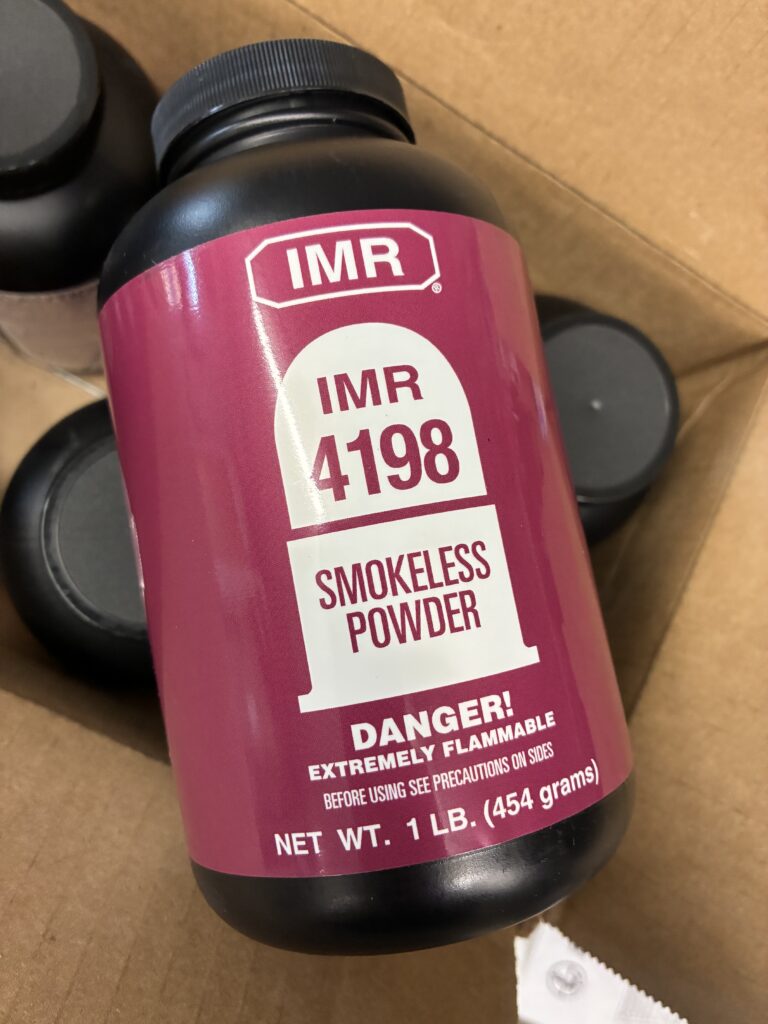 IMR®
IMR
4198
SMOKELESS
POWDER
DANGER!
EXTREMELY FLAMMABLE
BEFORE USING SEE PRECAUTIONS ON SIDES
NET WT. 1 LB. (454 grams)